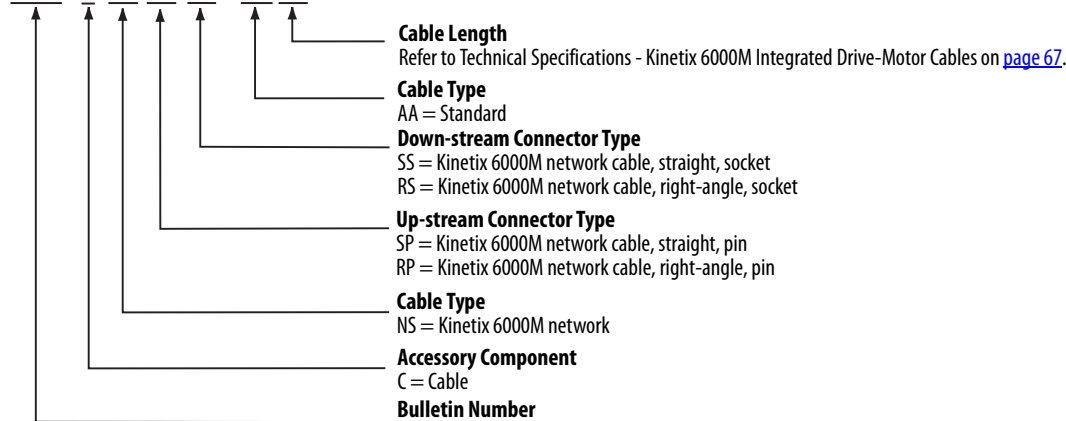 Cable Length
Refer to Technical Specifications - Kinetix 6000M Integrated Drive-Motor Cables on page 67.
Cable Type
AA = Standard
Down-stream Connector Type
SS = Kinetix 6000M network cable, straight, socket
RS = Kinetix 6000M network cable, right-angle, socket
Up-stream Connector Type
SP = Kinetix 6000M network cable, straight, pin
RP = Kinetix 6000M network cable, right-angle, pin
Cable Type
NS = Kinetix 6000M network
Accessory Component
C = Cable
Bulletin Number